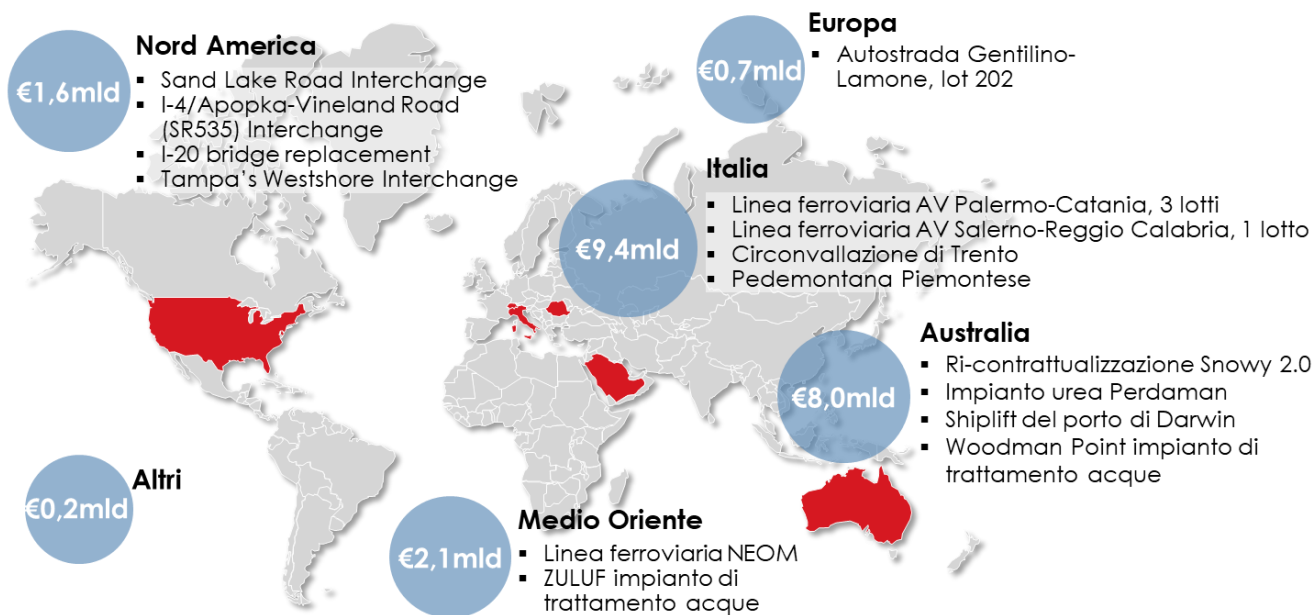 Nord America
€1,6mld
▪ Sand Lake Road Interchange
▪ I-4/Apopka-Vineland Road
(SR535) Interchange
▪ I-20 bridge replacement
▪ Tampa's Westshore Interchange
Europa
€0,7mld
▪ Autostrada Gentilino-
Lamone, lot 202
Italia
€9,4mld
▪ Linea ferroviaria AV Palermo-Catania, 3 lotti
▪ Linea ferroviaria AV Salerno-Reggio Calabria, 1 lotto
▪ Circonvallazione di Trento
▪ Pedemontana Piemontese
Australia
€8,0mld
▪ Ri-contrattualizzazione Snowy 2.0
▪ Impianto urea Perdaman
▪ Shiplift del porto di Darwin
▪ Woodman Point impianto di
trattamento acque
Altri
€0,2mld
Medio Oriente
€2,1mld
▪ Linea ferroviaria NEOM
▪ ZULUF impianto di
trattamento acque